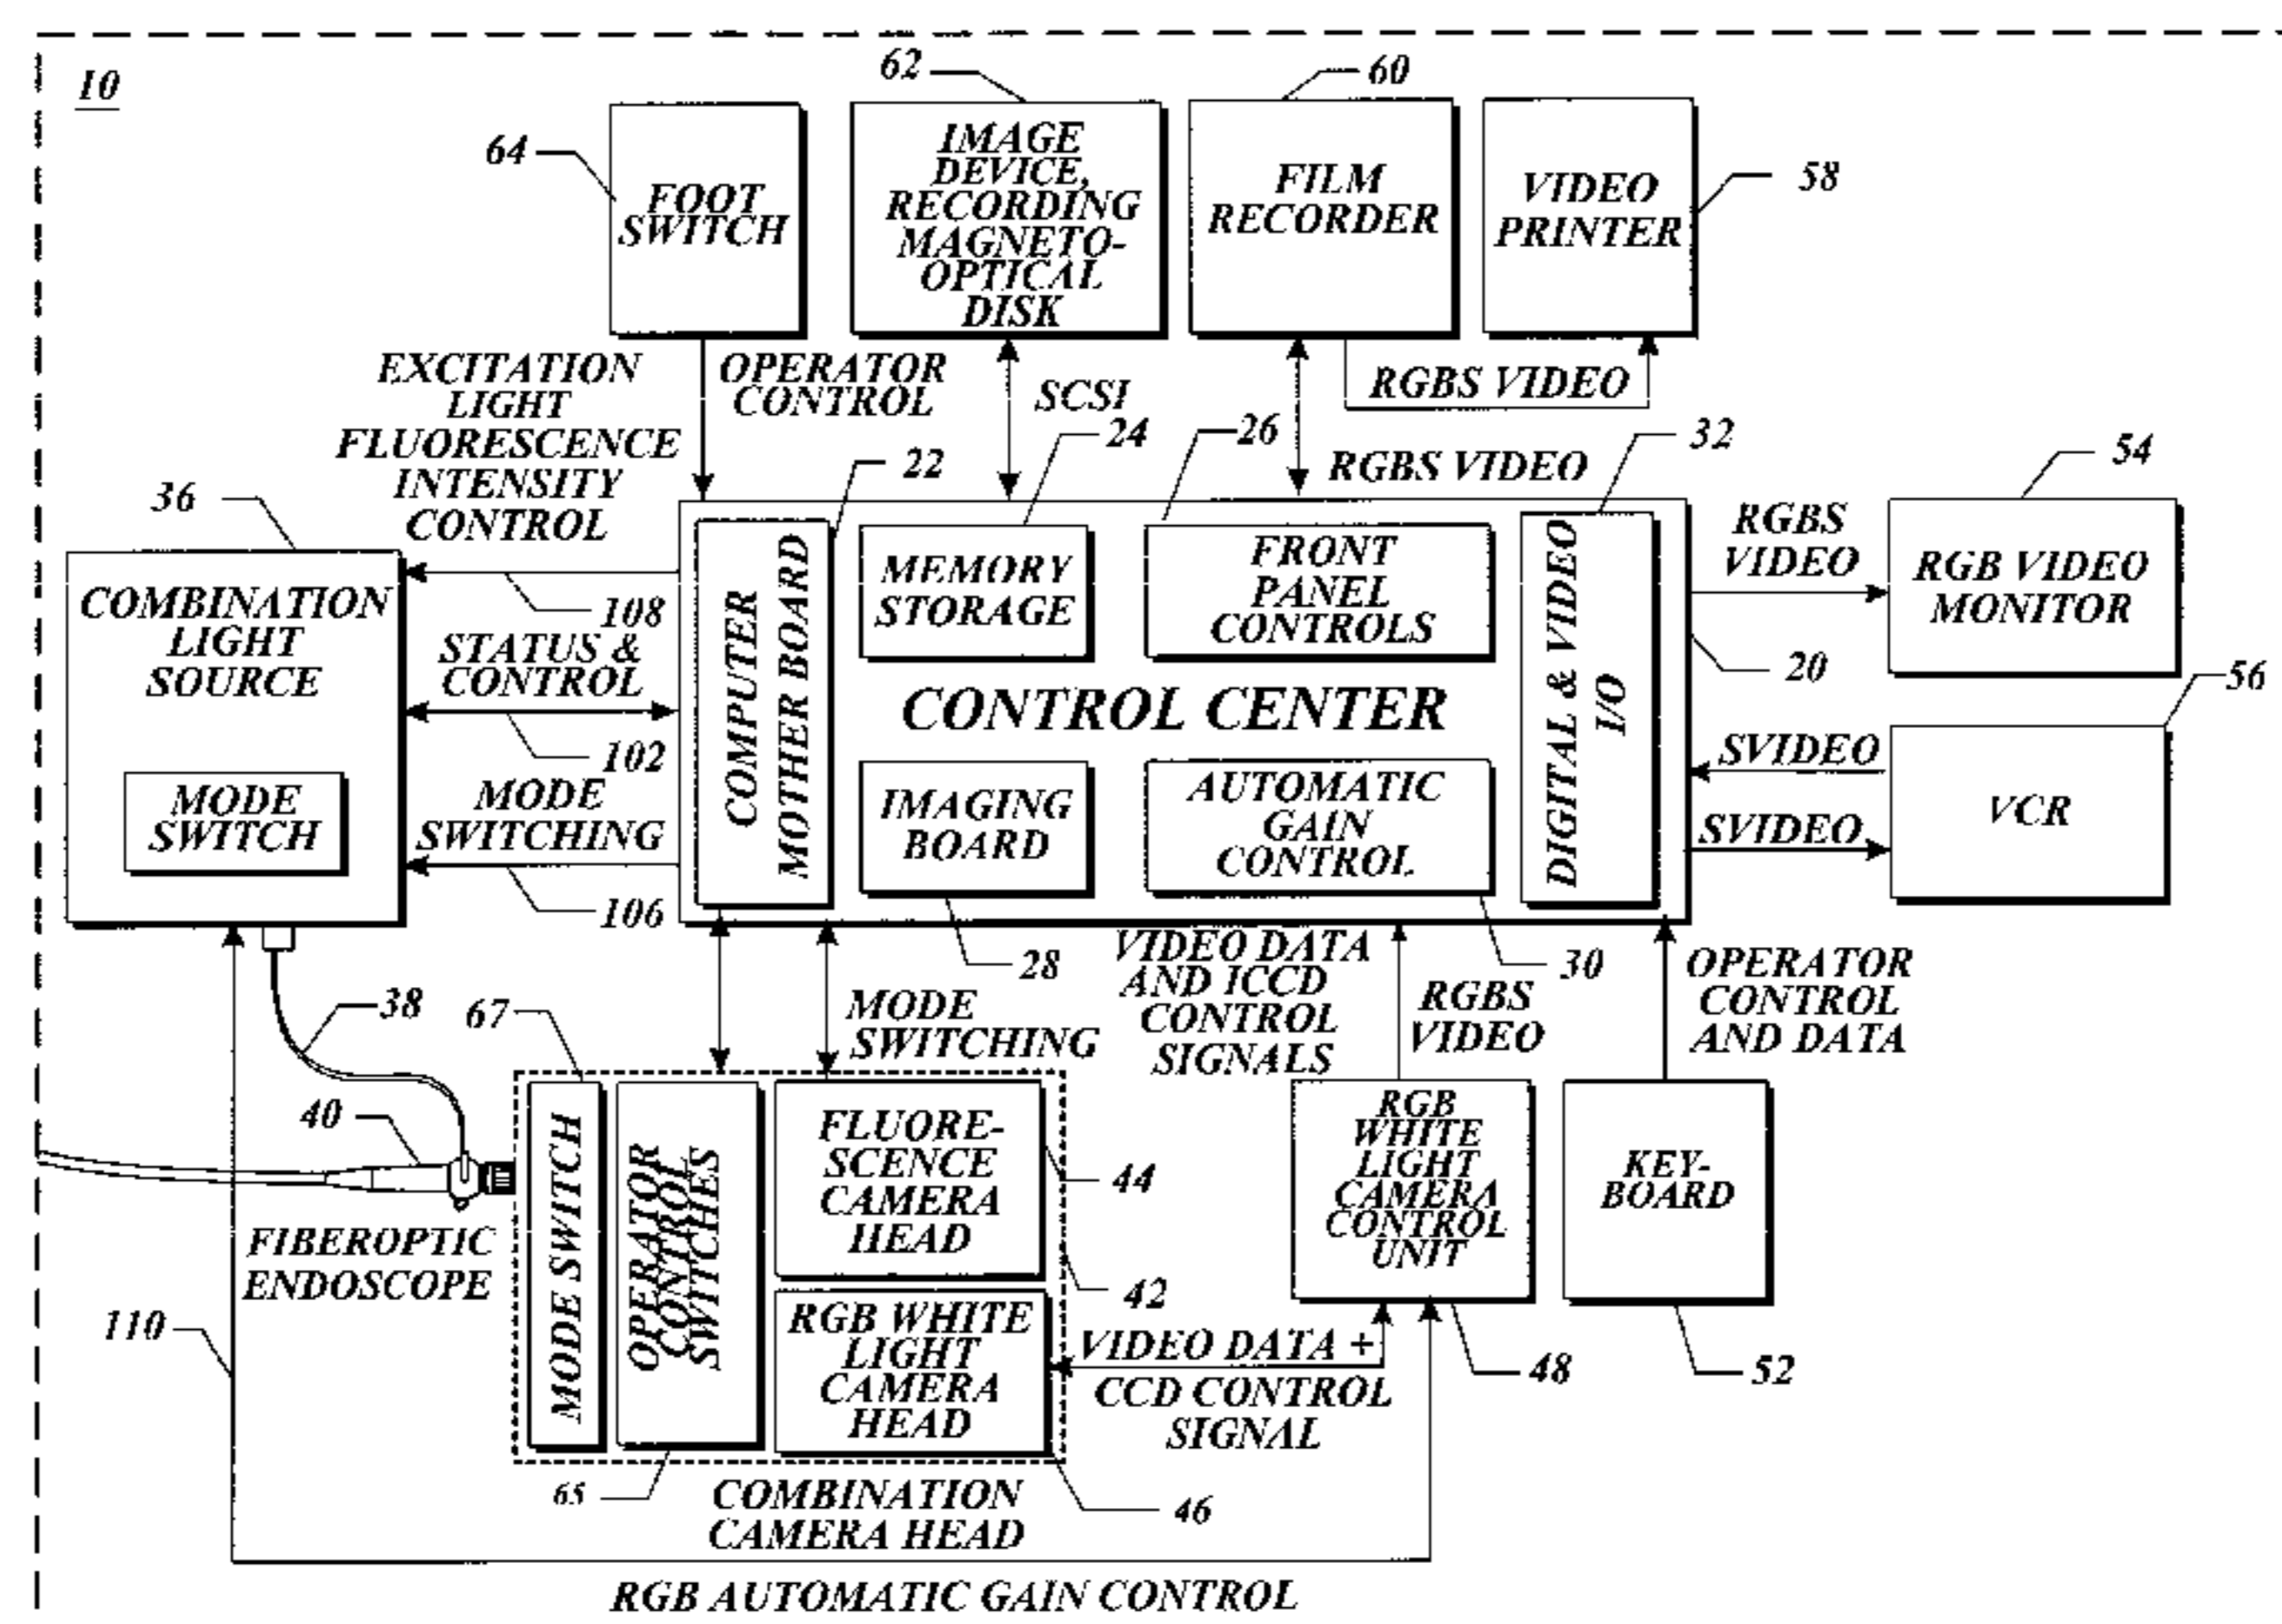 10
62
60
64
FOOT
SWITCH
IMAGE
DEVICE,
RECORDING
MAGNETO-
OPTICAL
DISK
FILM
RECORDER
VIDEO
PRINTER
58
EXCITATION
LIGHT
FLUORESCENCE
INTENSITY
CONTROL
OPERATOR
CONTROL
SCSI
24
22
26
RGBS VIDEO
RGBS VIDEO
32
54
36
COMBINATION
LIGHT
SOURCE
MODE
SWITCH
108
STATUS &
CONTROL
102
MODE
SWITCHING
106
COMPUTER
MOTHER BOARD
MEMORY
STORAGE
FRONT
PANEL
CONTROLS
CONTROL CENTER
IMAGING
BOARD
AUTOMATIC
GAIN
CONTROL
DIGITAL & VIDEO
I/O
RGBS
VIDEO
RGB VIDEO
MONITOR
20
56
SVIDEO
SVIDEO
VCR
28
30
38
67
MODE
SWITCHING
VIDEO DATA
AND ICCD
CONTROL
SIGNALS
RGBS
VIDEO
OPERATOR
CONTROL
AND DATA
40
FIBEROPTIC
ENDOSCOPE
110
MODE SWITCH
OPERATOR
CONTROL
SWITCHES
FLUORE-
SCENCE
CAMERA
HEAD
44
42
RGB WHITE
LIGHT
CAMERA
HEAD
RGB
WHITE
LIGHT
CAMERA
CONTROL
UNIT
KEY-
BOARD
VIDEO DATA +
CCD CONTROL
SIGNAL
48
52
65
COMBINATION
CAMERA HEAD
46
RGB AUTOMATIC GAIN CONTROL